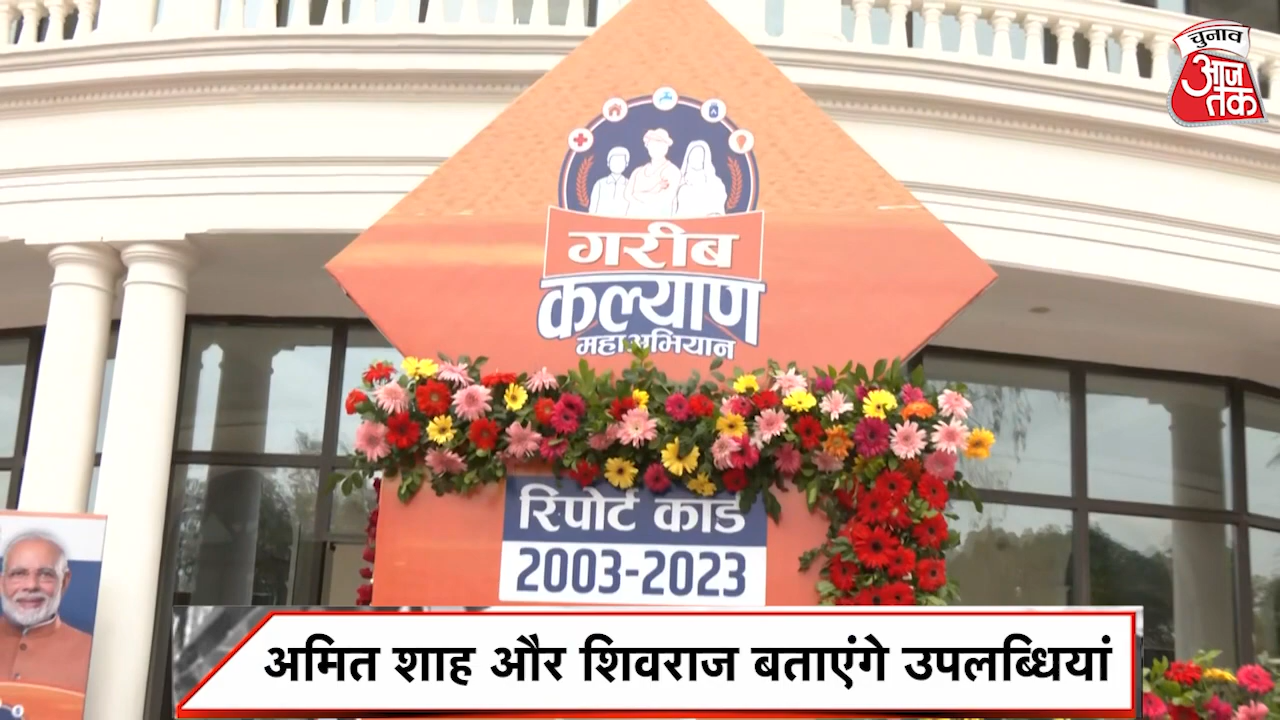 चुनाव
आज
तक
गरीब
कल्याण
महाअभियान
रिपोर्ट कार्ड
2003-2023
अमित शाह और शिवराज बताएंगे उपलब्धियां